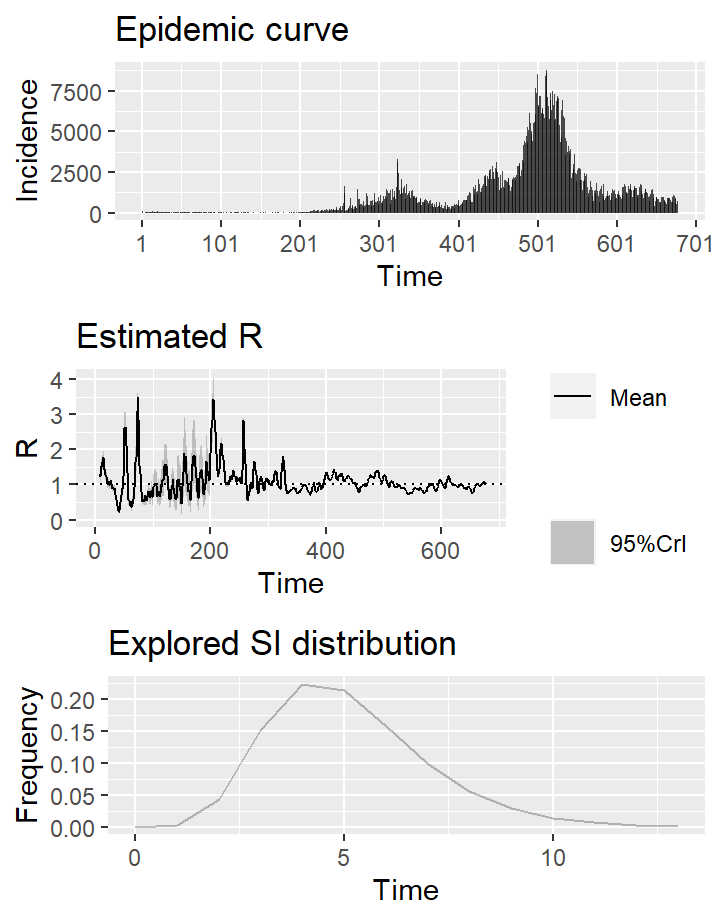 Epidemic curve
Incidence
7500
5000
2500
0
1 101 201 301 401 501 601 701
Time
Estimated R
R
4
3
2
1
0
0 200 400 600
Time
Mean
95%CrI
Explored SI distribution
Frequency
0.20
0.15
0.10
0.05
0.00
0 5 10
Time